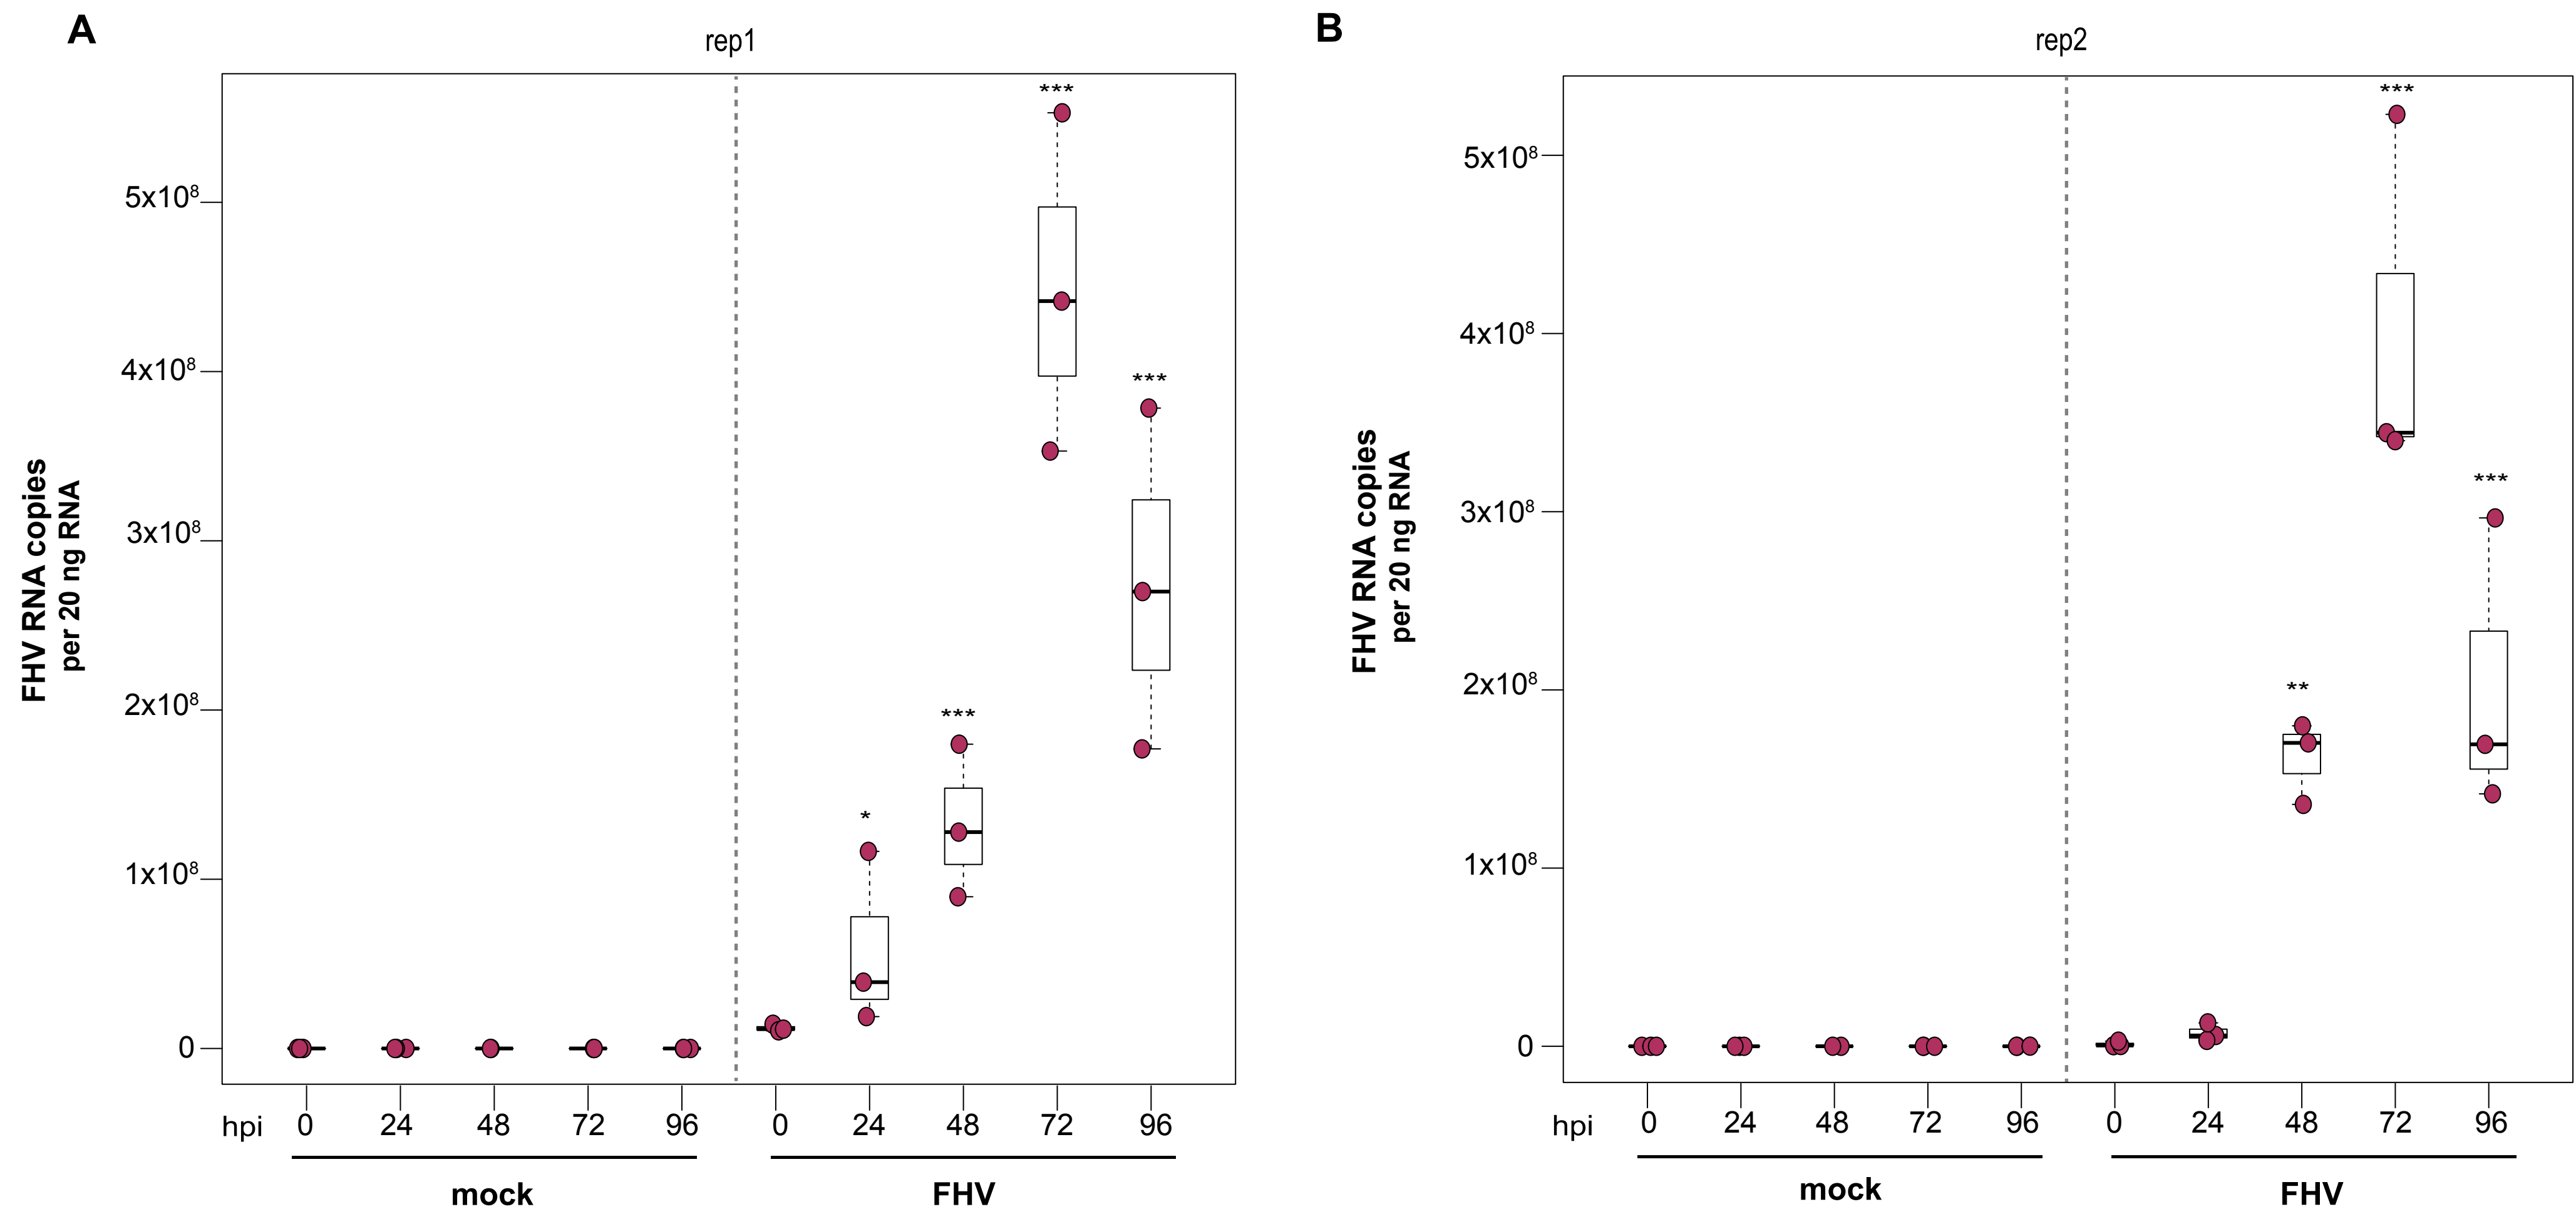 A
rep1
FHV RNA copies
per 20 ng RNA
5x10⁸
4x10⁸
3x10⁸
2x10⁸
1x10⁸
0
***
***
***
*
hpi 0 24 48 72 96 0 24 48 72 96
mock FHV
B
rep2
FHV RNA copies
per 20 ng RNA
5x10⁸
4x10⁸
3x10⁸
2x10⁸
1x10⁸
0
***
***
**
hpi 0 24 48 72 96 0 24 48 72 96
mock FHV